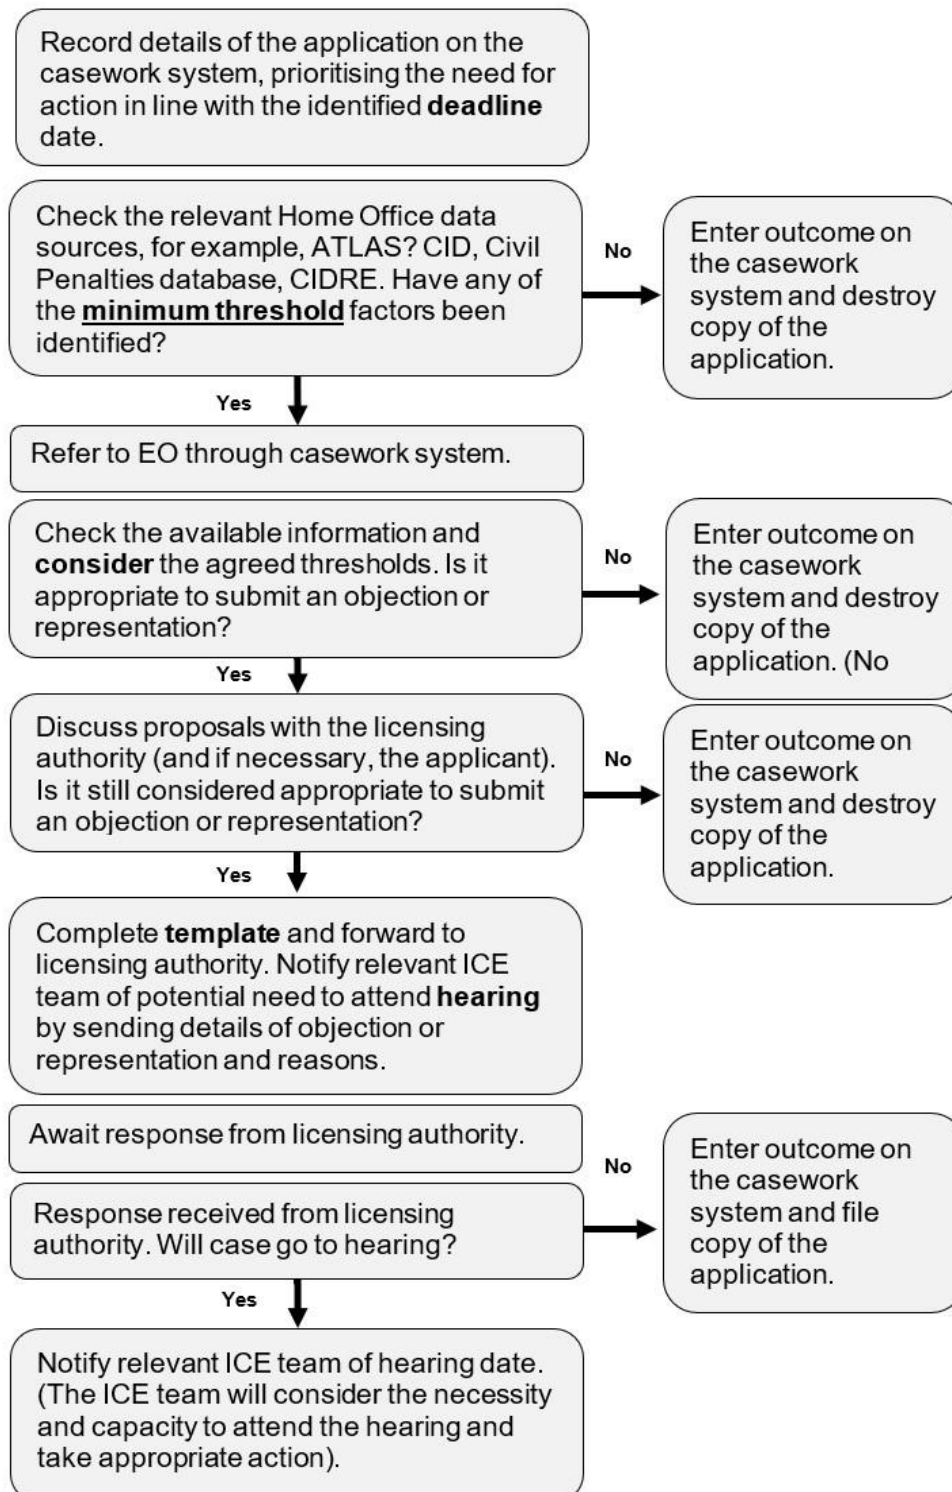 Record details of the application on the
casework system, prioritising the need for
action in line with the identified deadline
date.
Check the relevant Home Office data
sources, for example, ATLAS? CID, Civil
Penalties database, CIDRE. Have any of
the minimum threshold factors been
identified?
No
Enter outcome on
the casework
system and destroy
copy of the
application.
Yes
Refer to EO through casework system.
Check the available information and
consider the agreed thresholds. Is it
appropriate to submit an objection or
representation?
No
Enter outcome on
the casework
system and destroy
copy of the
application. (No
Yes
Discuss proposals with the licensing
authority (and if necessary, the applicant).
Is it still considered appropriate to submit
an objection or representation?
No
Enter outcome on
the casework
system and destroy
copy of the
application.
Yes
Complete template and forward to
licensing authority. Notify relevant ICE
team of potential need to attend hearing
by sending details of objection or
representation and reasons.
Await response from licensing authority.
Response received from licensing
authority. Will case go to hearing?
No
Enter outcome on
the casework
system and file
copy of the
application.
Yes
Notify relevant ICE team of hearing date.
(The ICE team will consider the necessity
and capacity to attend the hearing and
take appropriate action).